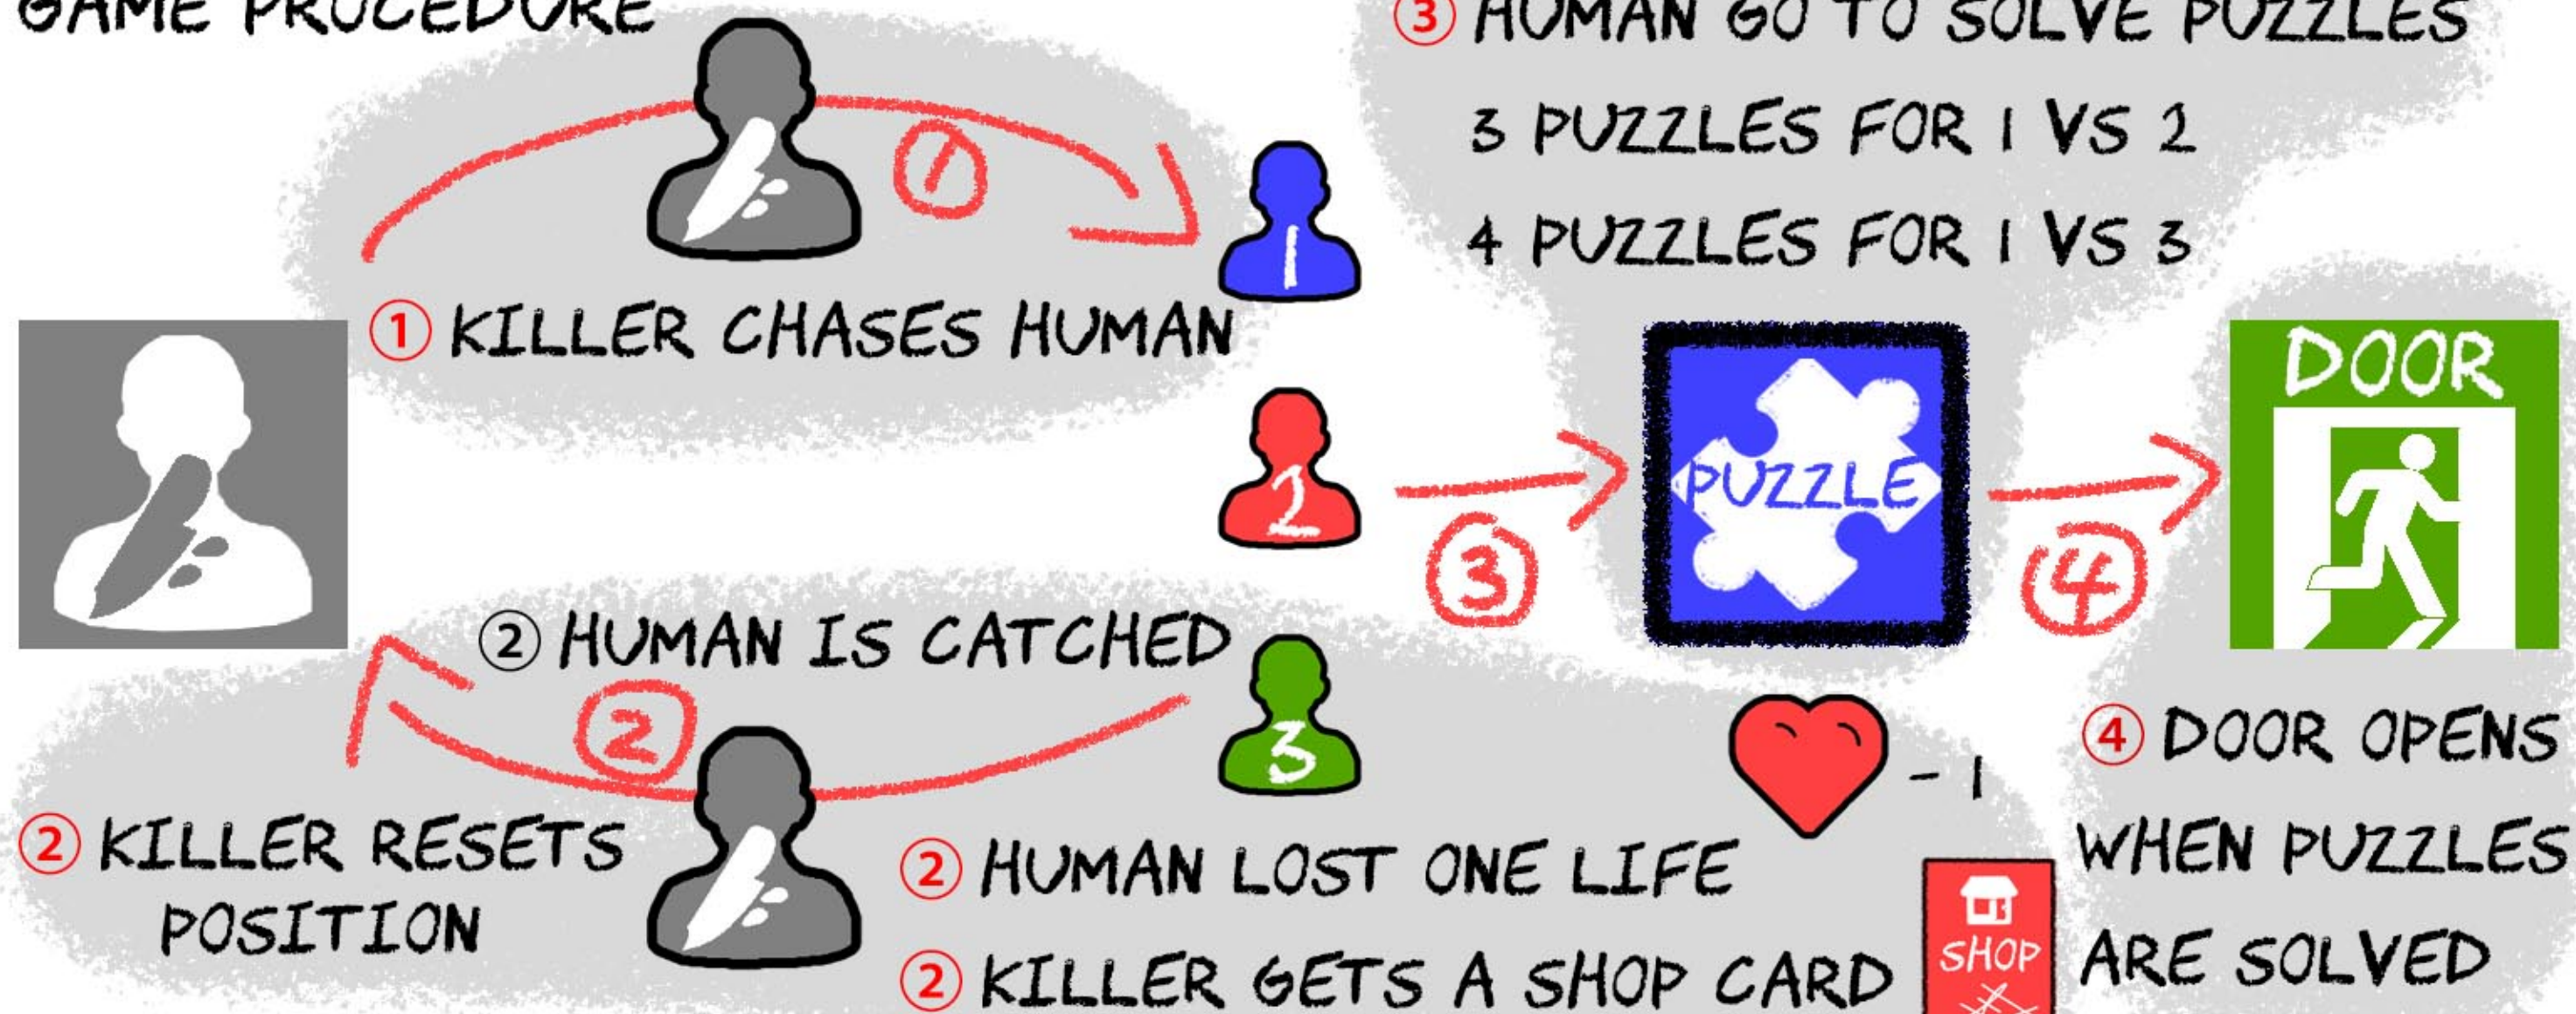 GAME PROCEDURE
③ HUMAN GO TO SOLVE PUZZLES
3 PUZZLES FOR 1 VS 2
4 PUZZLES FOR 1 VS 3
①
1
① KILLER CHASES HUMAN
DOOR
2
PUZZLE
③
④
② HUMAN IS CATCHED
②
3
- 1
④ DOOR OPENS
WHEN PUZZLES
ARE SOLVED
② KILLER RESETS
POSITION
② HUMAN LOST ONE LIFE
② KILLER GETS A SHOP CARD
SHOP